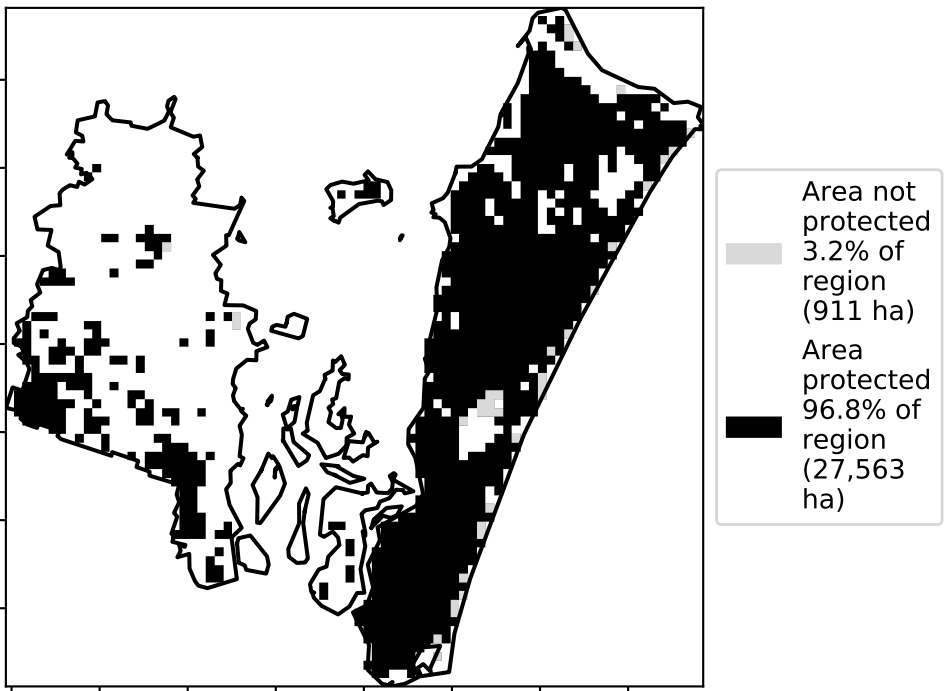 Area not
protected
3.2% of
region
(911 ha)
Area
protected
96.8% of
region
(27,563
ha)